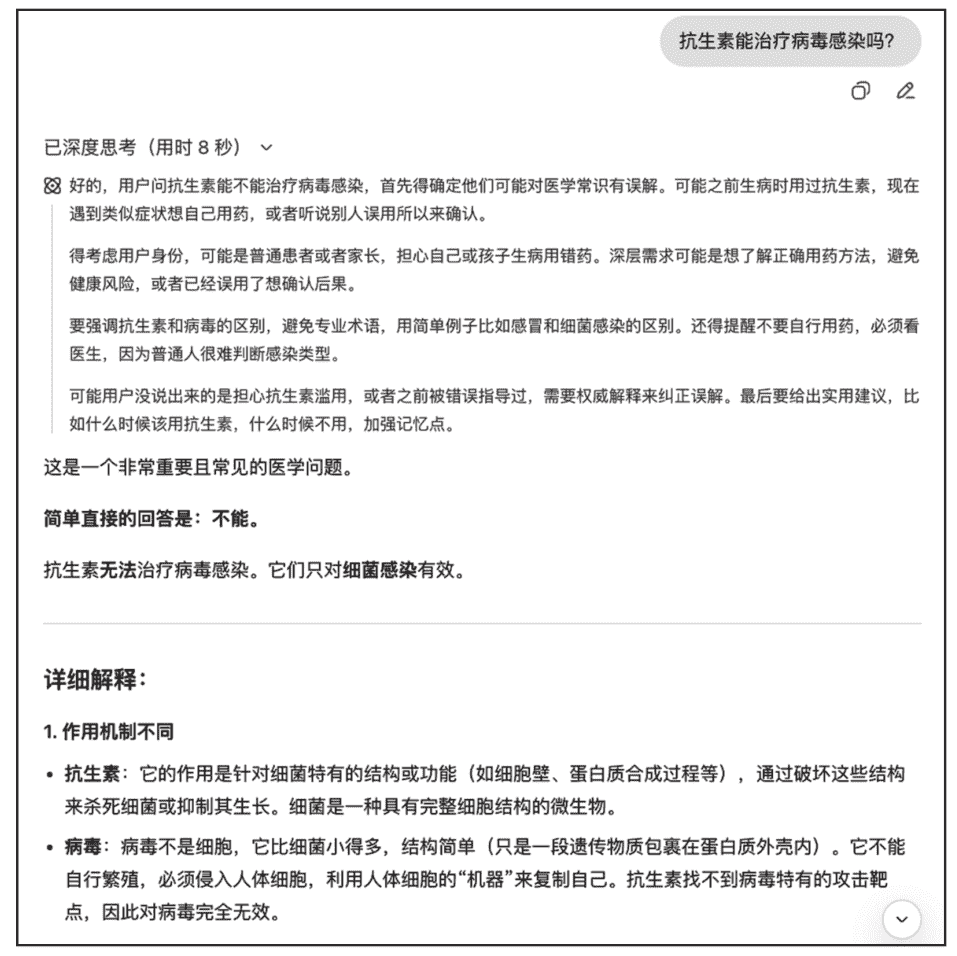 抗生素能治疗病毒感染吗？
已深度思考（用时 8 秒）
好的，用户问抗生素能不能治疗病毒感染，首先得确定他们可能对医学常识有误解。可能之前生病时用过抗生素，现在
遇到类似症状想自己用药，或者听说别人误用所以来确认。
得考虑用户身份，可能是普通患者或者家长，担心自己或孩子生病用错药。深层需求可能是想了解正确用药方法，避免
健康风险，或者已经误用了想确认后果。
要强调抗生素和病毒的区别，避免专业术语，用简单例子比如感冒和细菌感染的区别。还得提醒不要自行用药，必须看
医生，因为普通人很难判断感染类型。
可能用户没说出来的是担心抗生素滥用，或者之前被错误指导过，需要权威解释来纠正误解。最后要给出实用建议，比
如什么时候该用抗生素，什么时候不用，加强记忆点。
这是一个非常重要且常见的医学问题。
简单直接的回答是：不能。
抗生素无法治疗病毒感染。它们只对细菌感染有效。
详细解释：
1. 作用机制不同
• 抗生素：它的作用是针对细菌特有的结构或功能（如细胞壁、蛋白质合成过程等），通过破坏这些结构
来杀死细菌或抑制其生长。细菌是一种具有完整细胞结构的微生物。
• 病毒：病毒不是细胞，它比细菌小得多，结构简单（只是一段遗传物质包裹在蛋白质外壳内）。它不能
自行繁殖，必须侵入人体细胞，利用人体细胞的“机器”来复制自己。抗生素找不到病毒特有的攻击靶
点，因此对病毒完全无效。